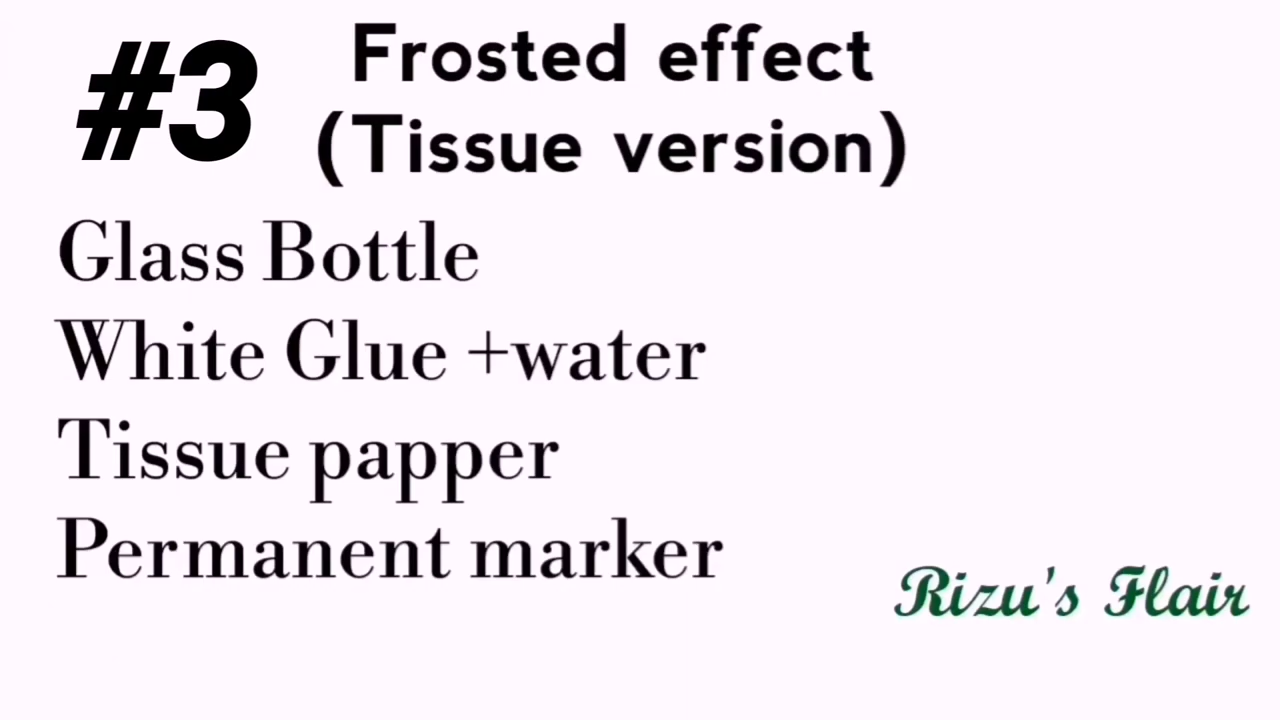 #3
Frosted effect
(Tissue version)
Glass Bottle
White Glue +water
Tissue papper
Permanent marker
Rizu's Flair